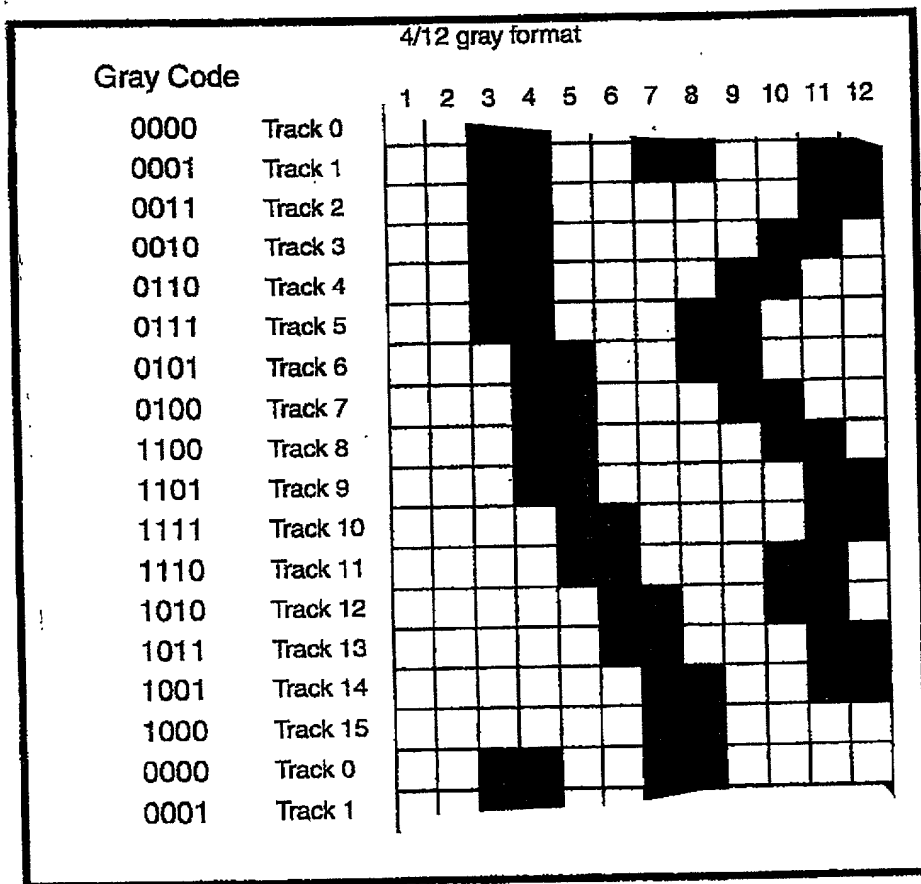 4/12 gray format
Gray Code
1 2 3 4 5 6 7 8 9 10 11 12
0000 Track 0
0001 Track 1
0011 Track 2
0010 Track 3
0110 Track 4
0111 Track 5
0101 Track 6
0100 Track 7
1100 Track 8
1101 Track 9
1111 Track 10
1110 Track 11
1010 Track 12
1011 Track 13
1001 Track 14
1000 Track 15
0000 Track 0
0001 Track 1